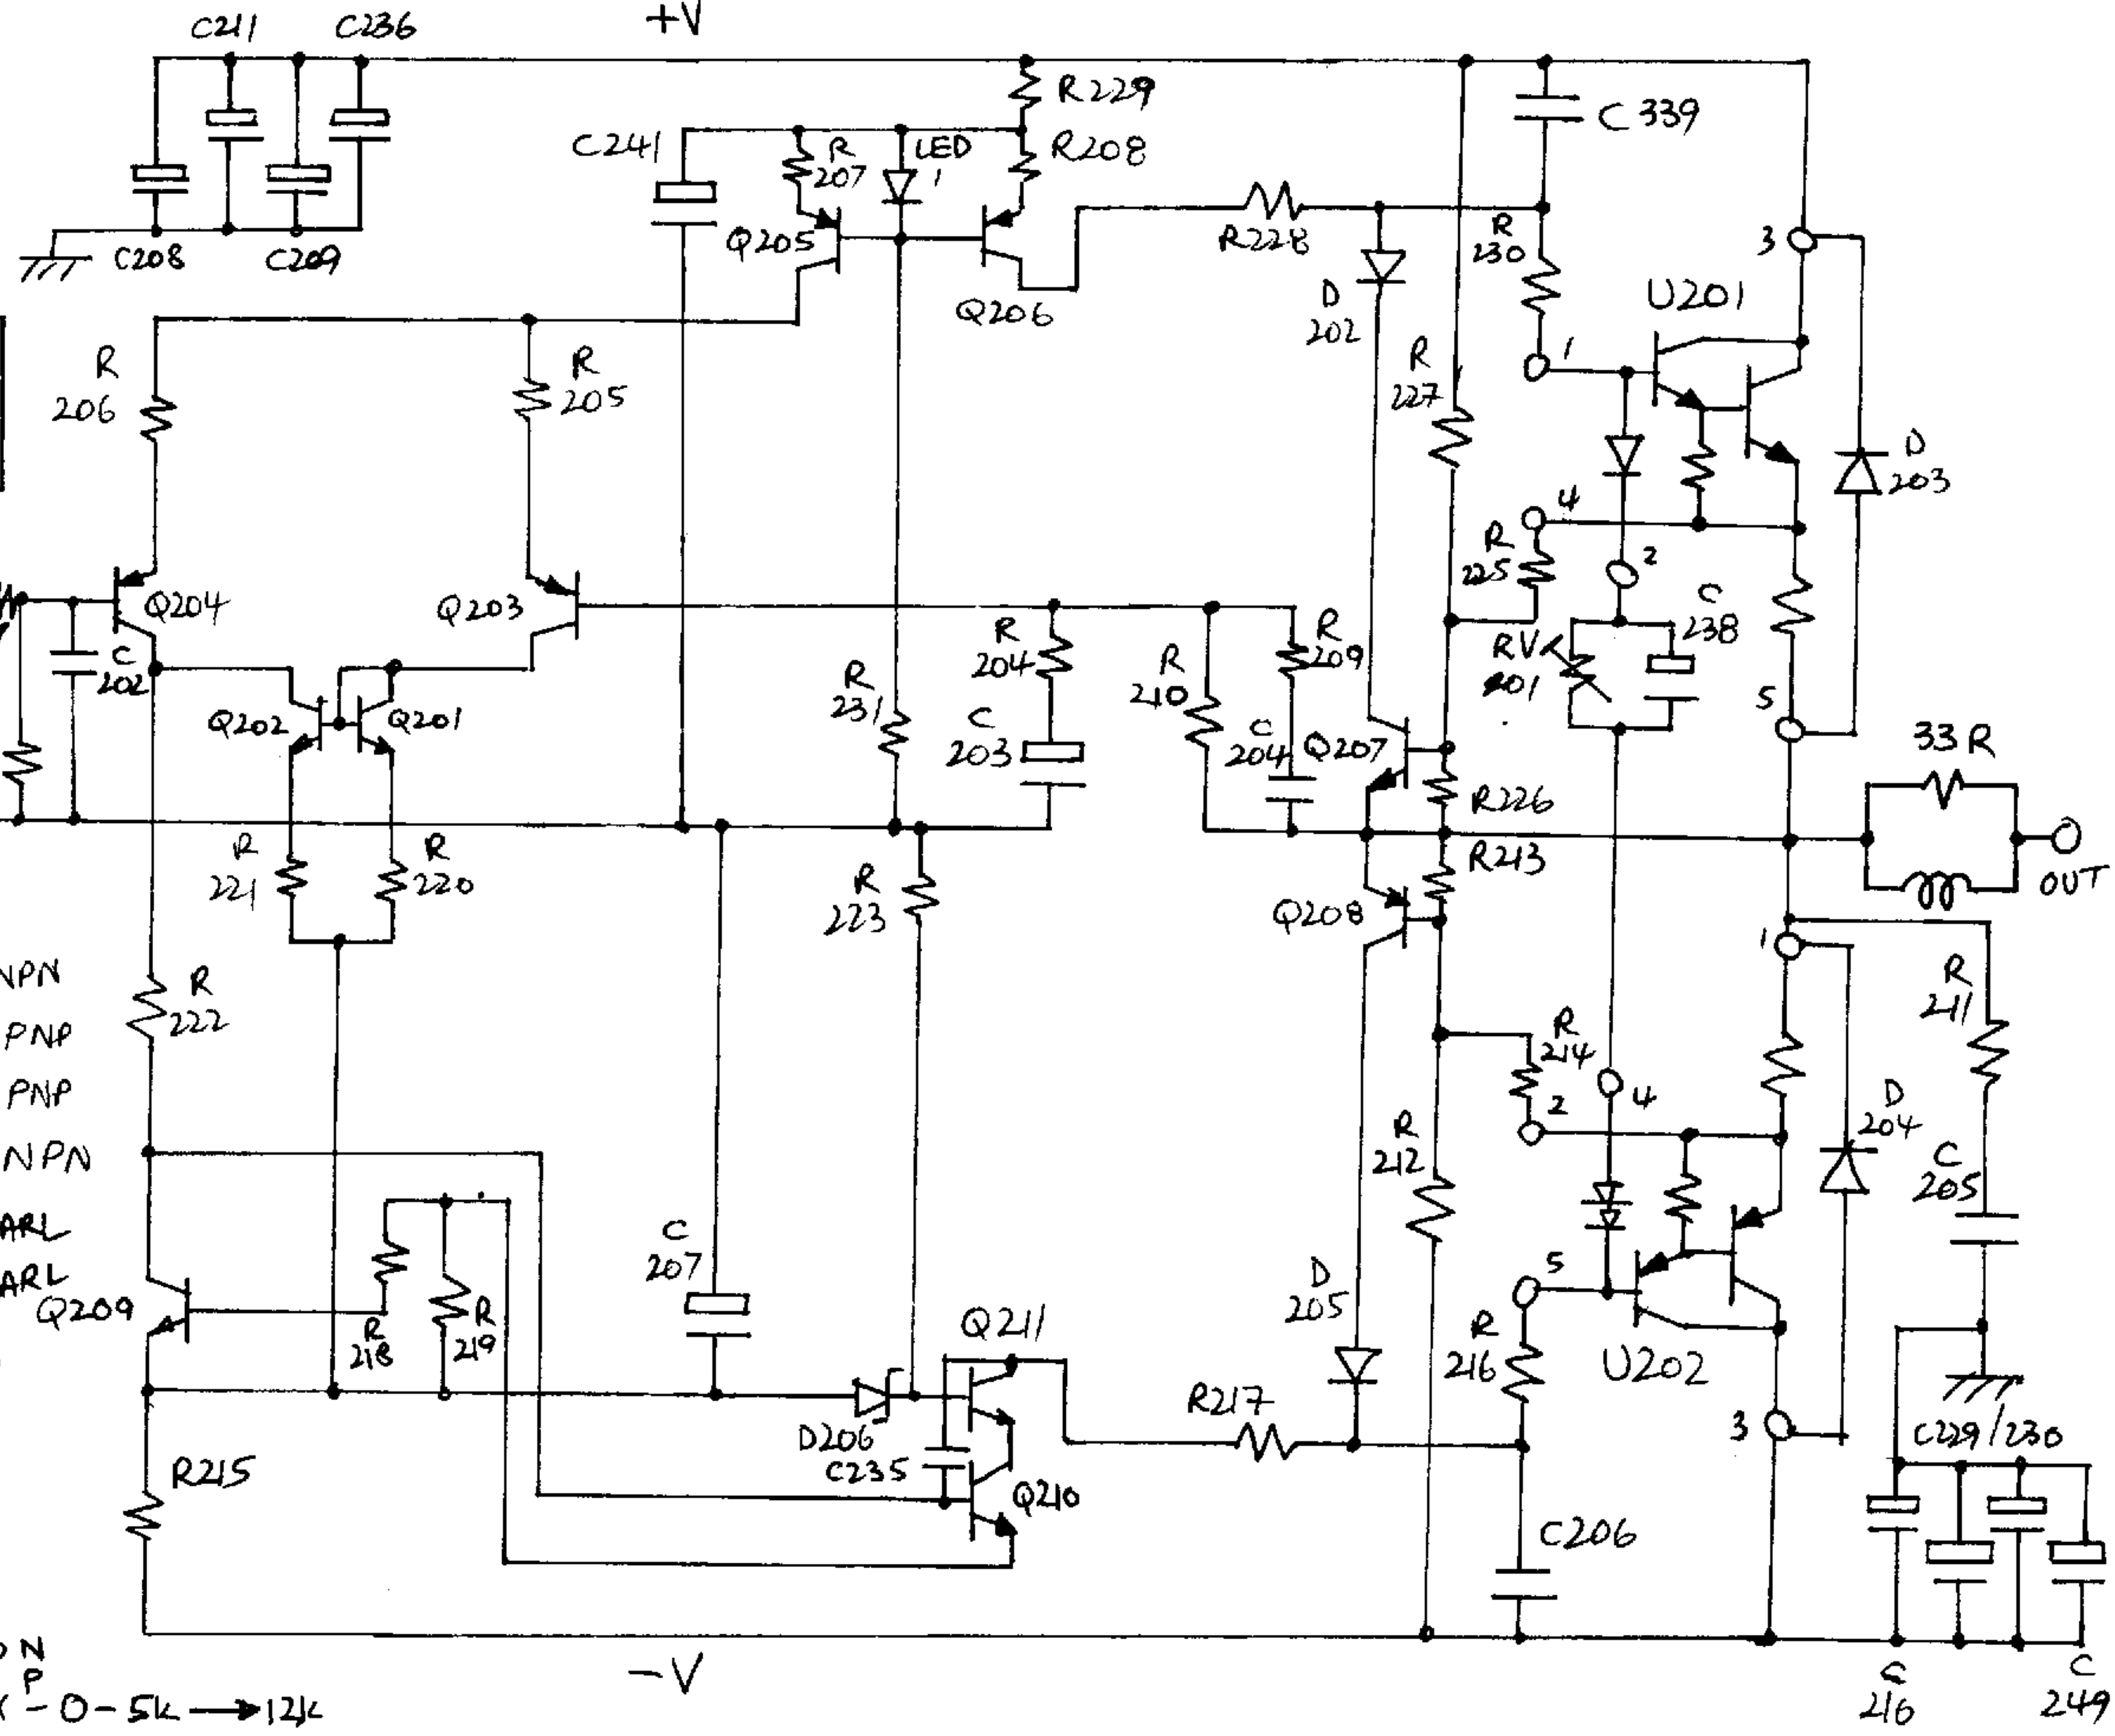 C211
C236
+V
C208
C209
C241
R229
R208
R
207
LED
1
Q205
Q206
R228
C339
R
230
D
202
3
U201
1
R
206
R
205
R
227
4
D
203
R
225
2
C
238
RV
201
5
Q204
C
202
Q203
R
204
C
203
R
210
R
209
C
204
Q207
R
231
Q202
Q201
R226
33R
OUT
R213
R
221
R
220
R
223
Q208
1
R
211
NPN
PNP
PNP
NPN
ARL
ARL
R
222
R
214
2
4
D
204
C
205
R
212
Q209
R
218
R
219
C
207
D
205
5
R
216
U202
3
Q211
R217
D206
C235
Q210
R215
C206
C229/230
-V
N
P
-0-5k → 12k
216
C
249